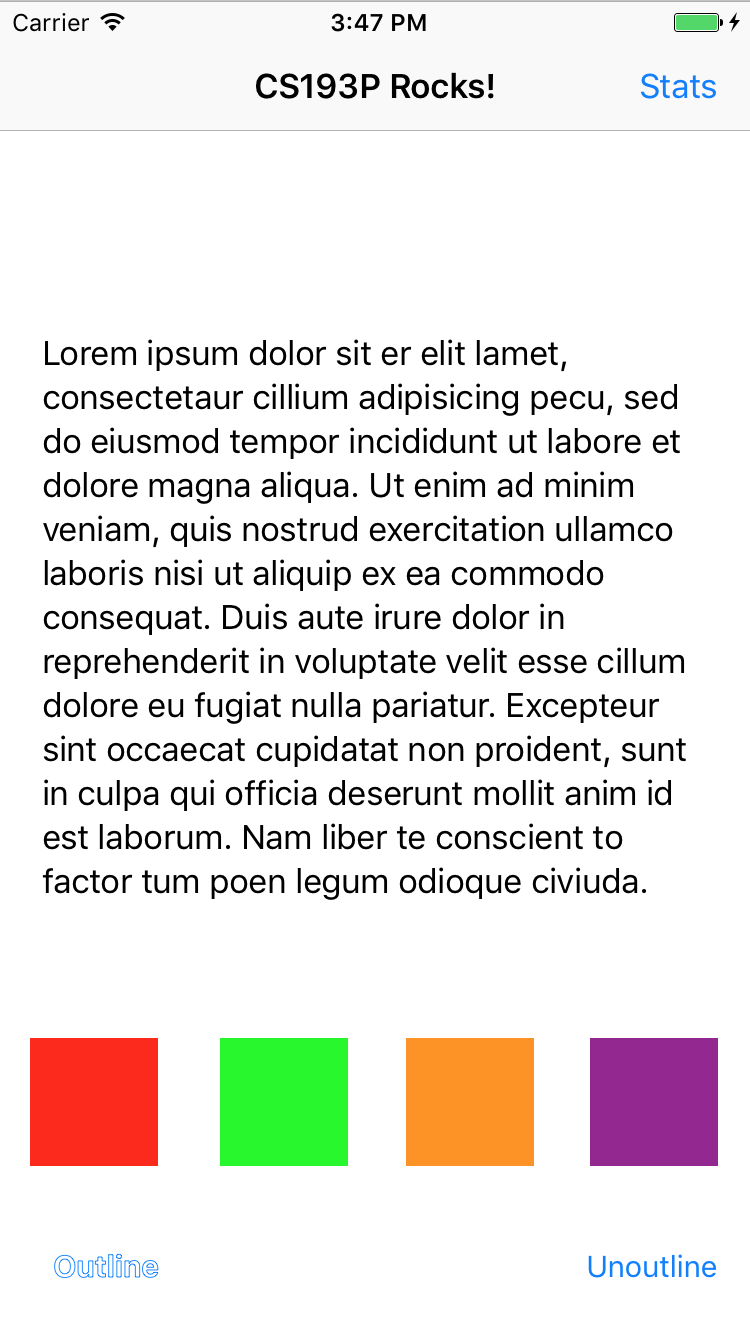 Carrier 3:47 PM
CS193P Rocks! Stats
Lorem ipsum dolor sit er elit lamet,
consectetaur cillium adipisicing pecu, sed
do eiusmod tempor incididunt ut labore et
dolore magna aliqua. Ut enim ad minim
veniam, quis nostrud exercitation ullamco
laboris nisi ut aliquip ex ea commodo
consequat. Duis aute irure dolor in
reprehenderit in voluptate velit esse cillum
dolore eu fugiat nulla pariatur. Excepteur
sint occaecat cupidatat non proident, sunt
in culpa qui officia deserunt mollit anim id
est laborum. Nam liber te conscient to
factor tum poen legum odioque civiuda.
Outline Unoutline